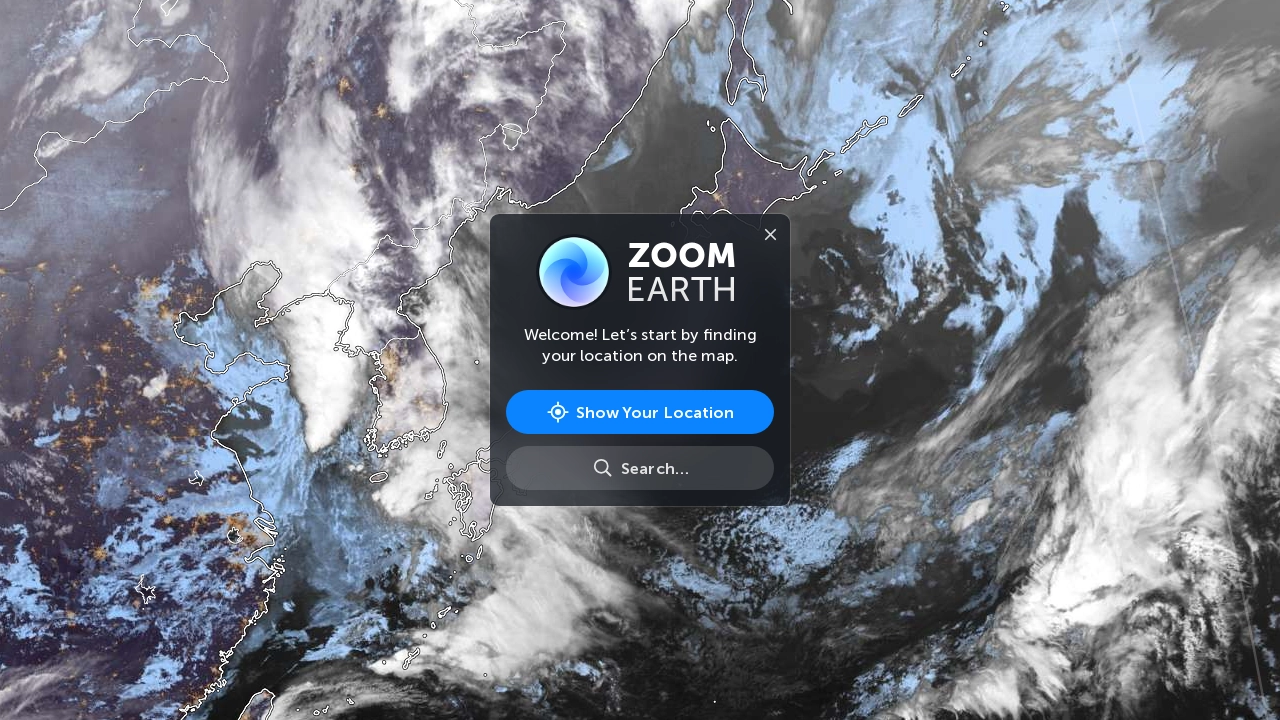 ZOOM
EARTH
Welcome! Let’s start by finding
your location on the map.
Show Your Location
Search...